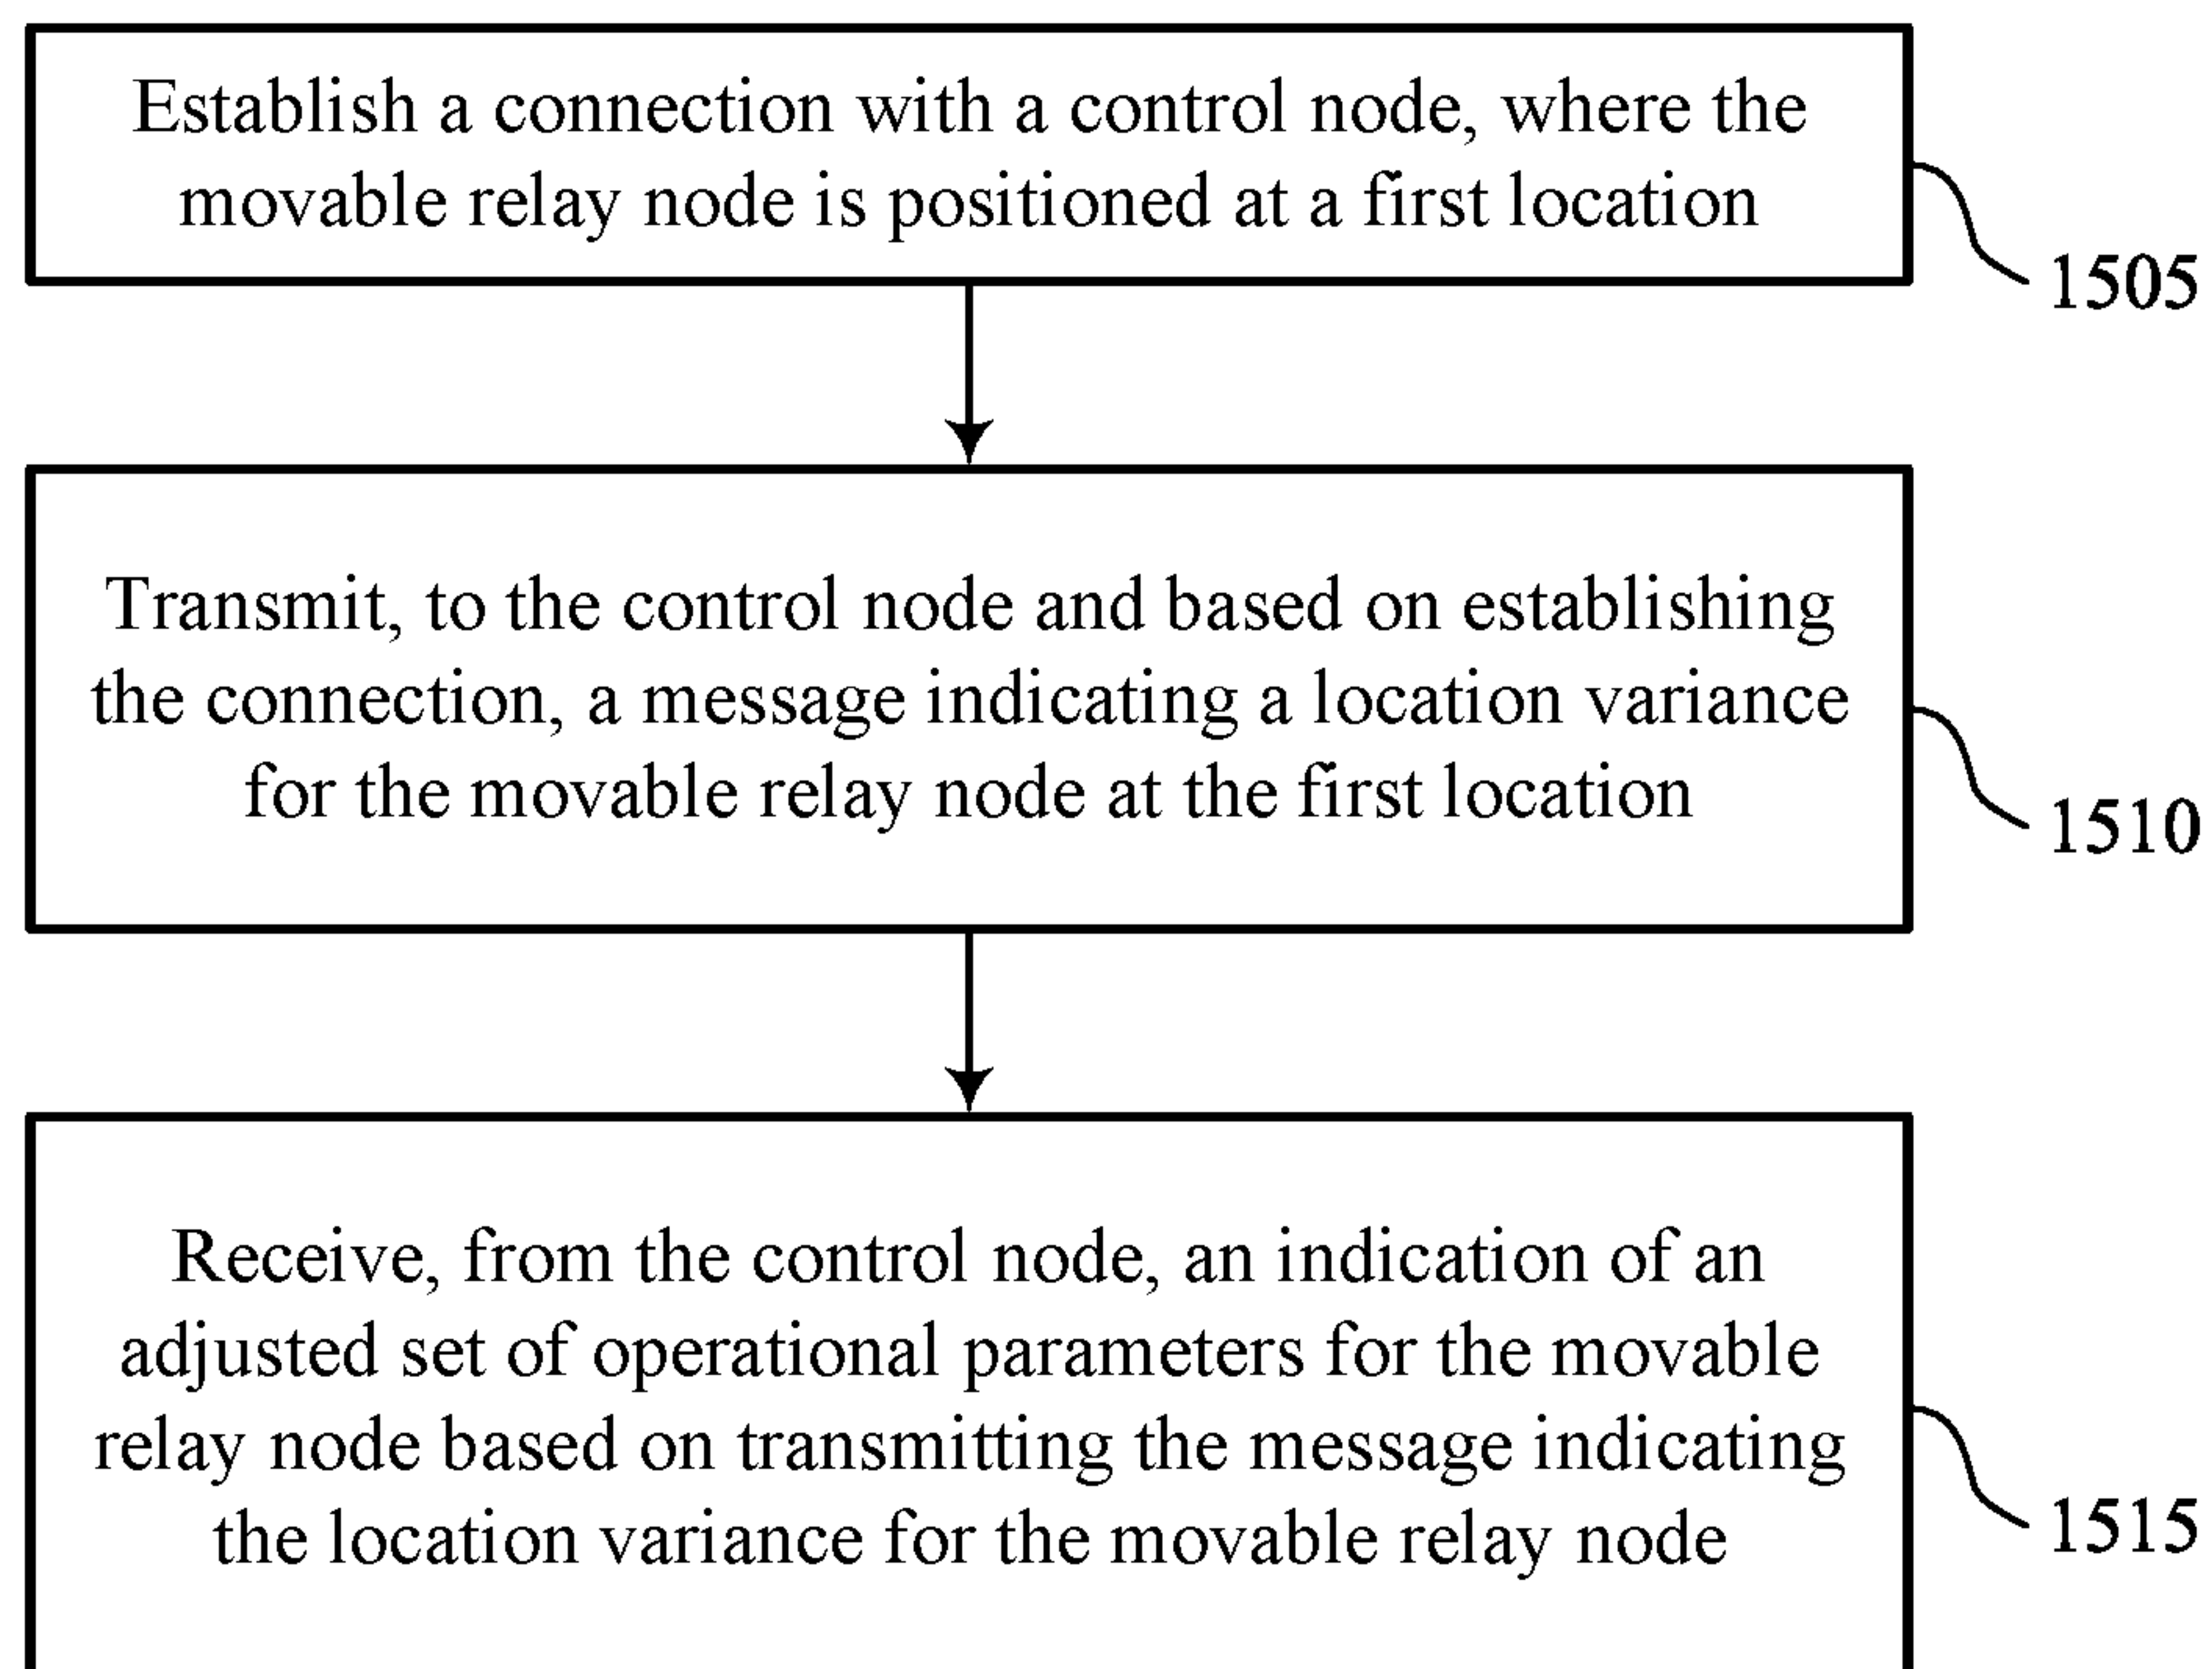 Establish a connection with a control node, where the
movable relay node is positioned at a first location
1505
Transmit, to the control node and based on establishing
the connection, a message indicating a location variance
for the movable relay node at the first location
1510
Receive, from the control node, an indication of an
adjusted set of operational parameters for the movable
relay node based on transmitting the message indicating
the location variance for the movable relay node
1515